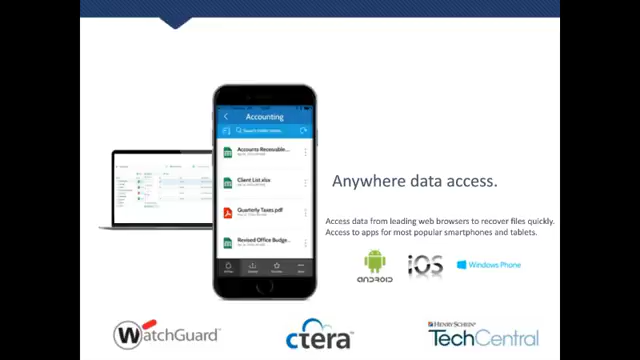 Accounting
Accounts Receivable...
Client List.xlsx
Quarterly Taxes.pdf
Revised Office Budge...
Anywhere data access.
Access data from leading web browsers to recover files quickly.
Access to apps for most popular smartphones and tablets.
ANDROID
iOS
Windows Phone
WatchGuard
ctera
HENRY SCHEIN
TechCentral